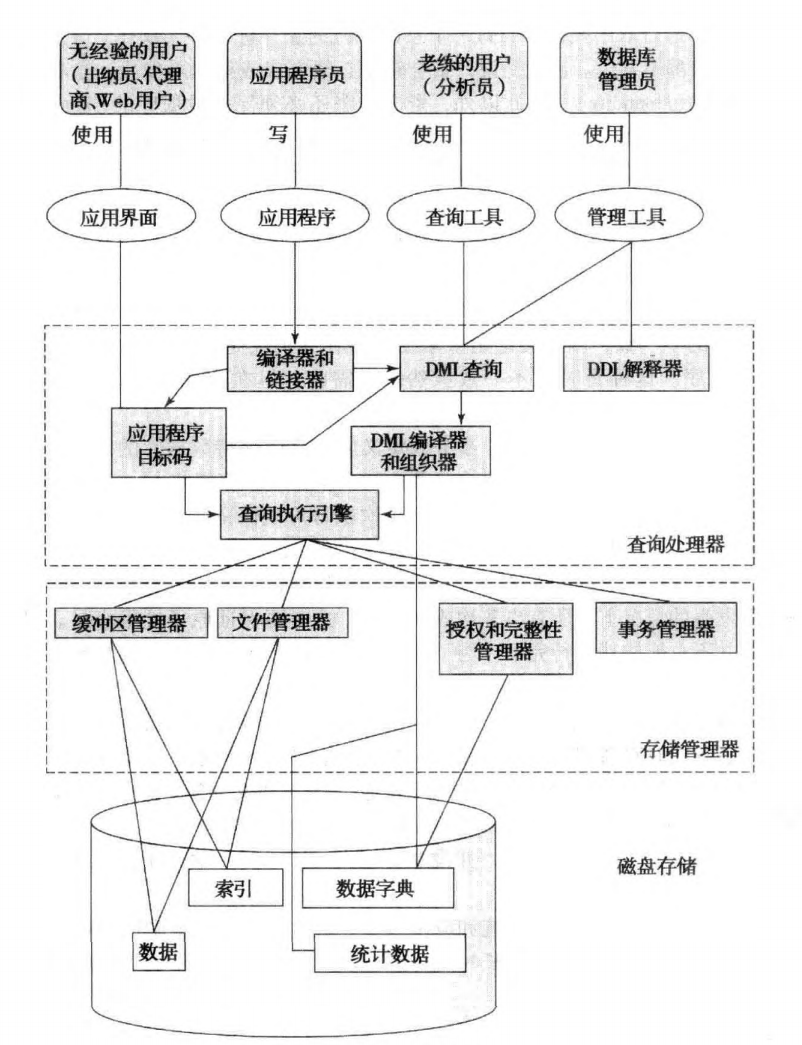 无经验的用户
（出纳员、代理
商、Web用户）
应用程序员
老练的用户
（分析员）
数据库
管理员
使用
写
使用
使用
应用界面
应用程序
查询工具
管理工具
编译器和
链接器
DML查询
DDL解释器
应用程序
目标码
DML编译器
和组织器
查询执行引擎
查询处理器
缓冲区管理器
文件管理器
授权和完整性
管理器
事务管理器
存储管理器
磁盘存储
索引
数据字典
数据
统计数据